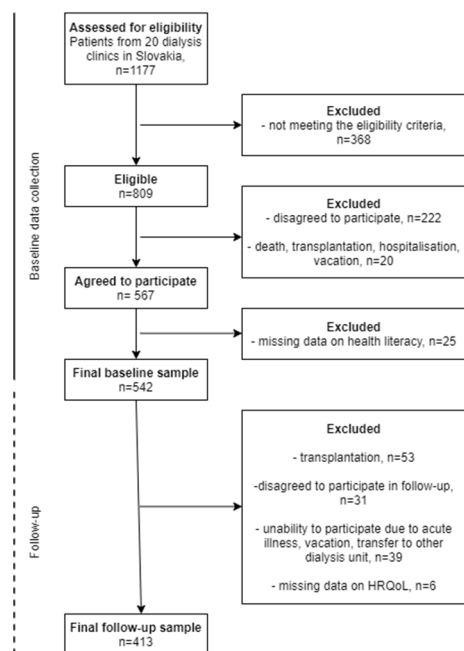 Assessed for eligibility
Patients from 20 dialysis
clinics in Slovakia,
n=1177
Excluded
- not meeting the eligibility criteria,
n=368
Eligible
n=809
Excluded
- disagreed to participate, n=222
- death, transplantation, hospitalisation,
vacation, n=20
Agreed to participate
n= 567
Excluded
- missing data on health literacy, n=25
Final baseline sample
n=542
Baseline data collection
Excluded
- transplantation, n=53
-disagreed to participate in follow-up,
n=31
- unability to participate due to acute
illness, vacation, transfer to other
dialysis unit, n=39
- missing data on HRQoL, n=6
Follow-up
Final follow-up sample
n=413